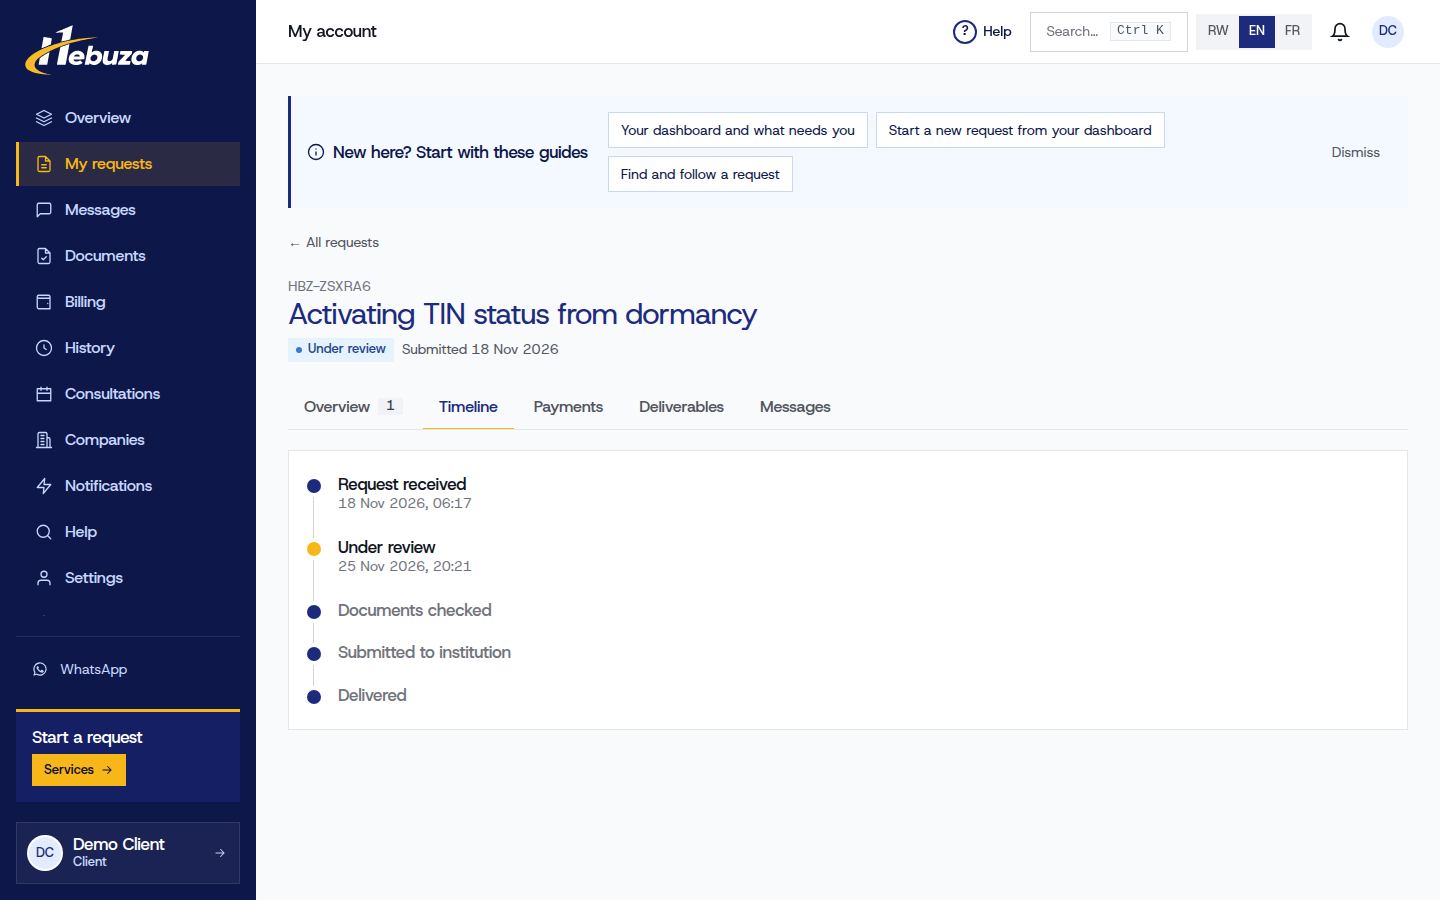 Hebuza
Overview
My requests
Messages
Documents
Billing
History
Consultations
Companies
Notifications
Help
Settings
WhatsApp
Start a request
Services →
DC
Demo Client
Client
→
My account
? Help
Search...
Ctrl K
RW
EN
FR
DC
New here? Start with these guides
Your dashboard and what needs you
Start a new request from your dashboard
Find and follow a request
Dismiss
← All requests
HBZ-ZSXRA6
Activating TIN status from dormancy
Under review
Submitted 18 Nov 2026
Overview 1
Timeline
Payments
Deliverables
Messages
Request received
18 Nov 2026, 06:17
Under review
25 Nov 2026, 20:21
Documents checked
Submitted to institution
Delivered